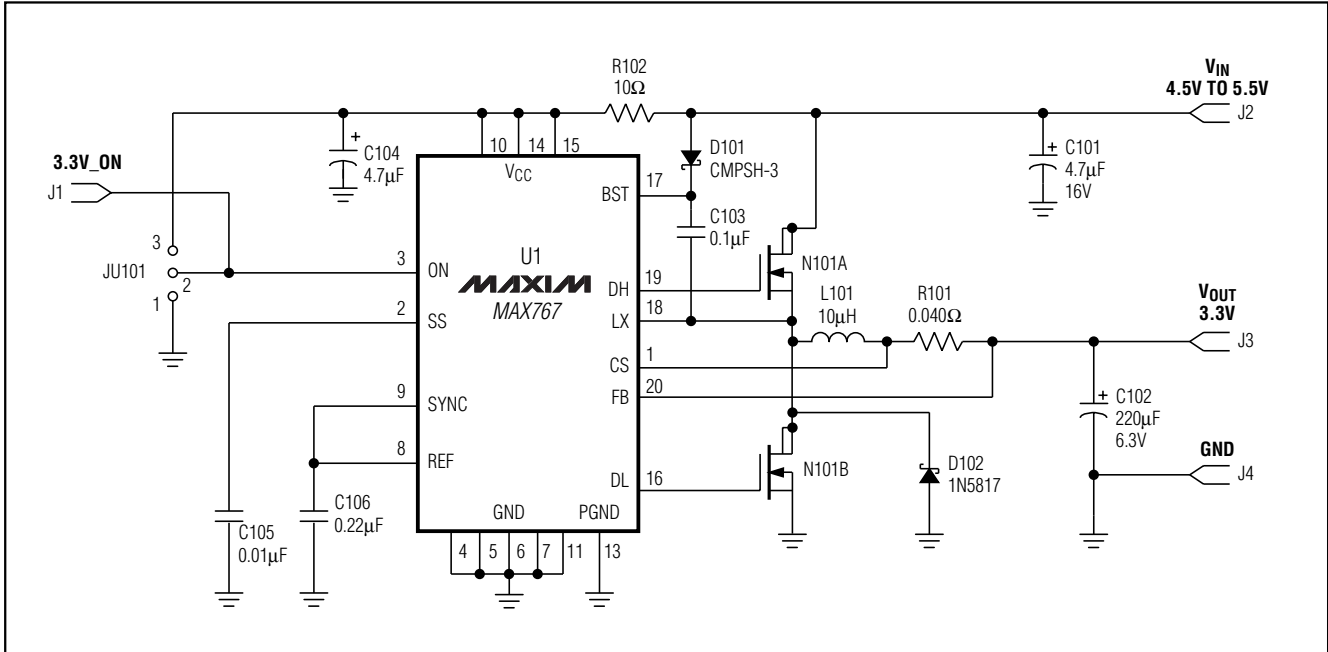 R102
10Ω
VIN
4.5V TO 5.5V
J2
3.3V_ON
J1
+
C104
4.7µF
10
14
15
VCC
D101
CMPSH-3
+
C101
4.7µF
16V
17
BST
C103
0.1µF
3
JU101
2
1
3
ON
U1
MAXIM
MAX767
N101A
19
DH
2
SS
18
LX
L101
10µH
R101
0.040Ω
VOUT
3.3V
J3
1
CS
20
FB
9
SYNC
8
REF
+
C102
220µF
6.3V
GND
J4
N101B
D102
1N5817
16
DL
C105
0.01µF
C106
0.22µF
GND
PGND
4
5
6
7
11
13